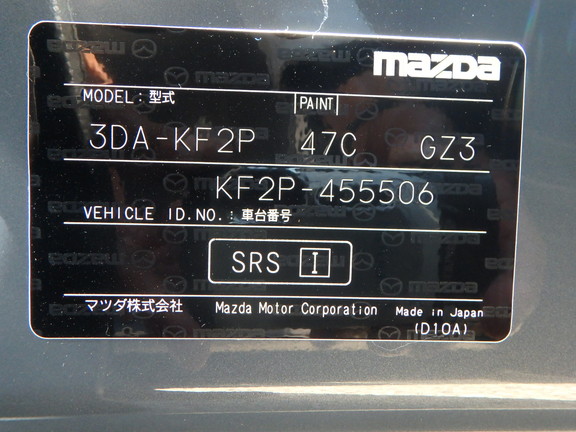 mazda
MODEL : 型式 PAINT
3DA-KF2P 47C GZ3
KF2P-455506
VEHICLE ID.NO. : 車台番号
SRS I
マツダ株式会社 Mazda Motor Corporation Made in Japan
(D10A)